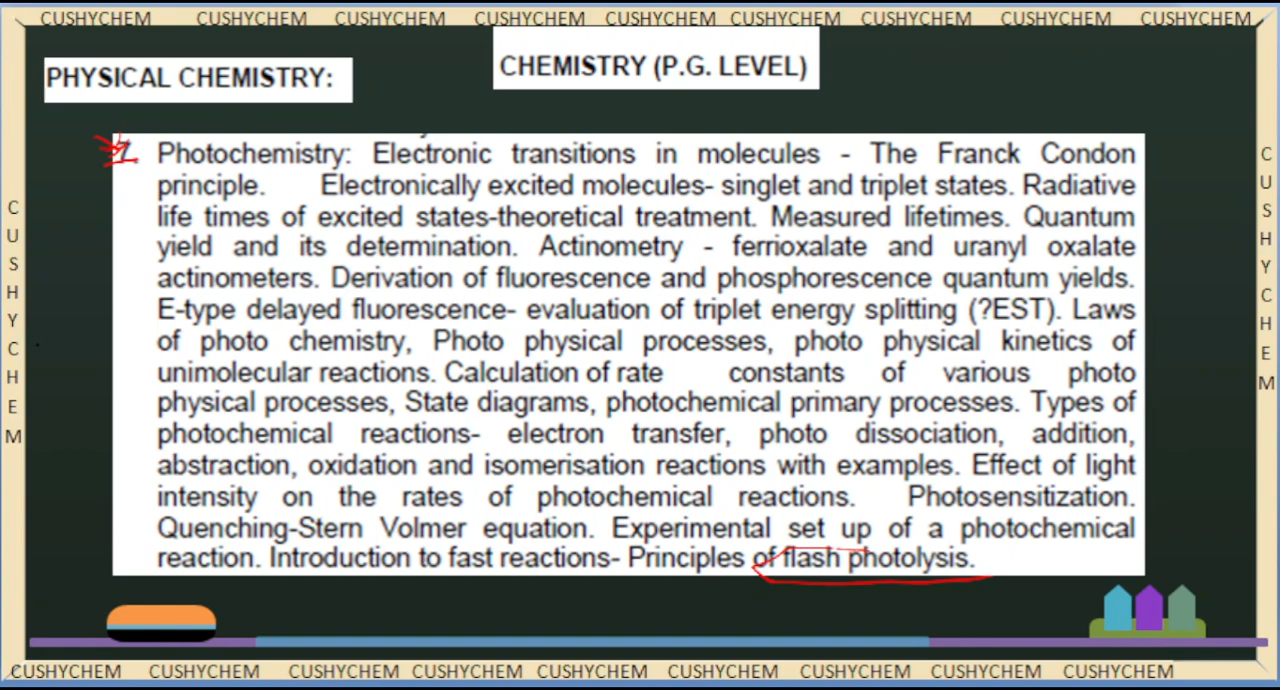 CUSHYCHEM CUSHYCHEM CUSHYCHEM CUSHYCHEM CUSHYCHEM CUSHYCHEM CUSHYCHEM CUSHYCHEM CUSHYCHEM
CHEMISTRY (P.G. LEVEL)
PHYSICAL CHEMISTRY:
7. Photochemistry: Electronic transitions in molecules - The Franck Condon
principle. Electronically excited molecules- singlet and triplet states. Radiative
life times of excited states-theoretical treatment. Measured lifetimes. Quantum
yield and its determination. Actinometry - ferrioxalate and uranyl oxalate
actinometers. Derivation of fluorescence and phosphorescence quantum yields.
E-type delayed fluorescence- evaluation of triplet energy splitting (?EST). Laws
of photo chemistry, Photo physical processes, photo physical kinetics of
unimolecular reactions. Calculation of rate constants of various photo
physical processes, State diagrams, photochemical primary processes. Types of
photochemical reactions- electron transfer, photo dissociation, addition,
abstraction, oxidation and isomerisation reactions with examples. Effect of light
intensity on the rates of photochemical reactions. Photosensitization.
Quenching-Stern Volmer equation. Experimental set up of a photochemical
reaction. Introduction to fast reactions- Principles of flash photolysis.
CUSHYCHEM
CUSHYCHEM
CUSHYCHEM CUSHYCHEM CUSHYCHEM CUSHYCHEM CUSHYCHEM CUSHYCHEM CUSHYCHEM CUSHYCHEM CUSHYCHEM